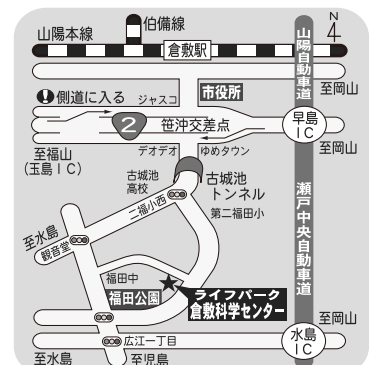 伯備線
山陽本線
N
4
倉敷駅
山陽自動車道
至岡山
❗側道に入る
ジャスコ
市役所
2
笹沖交差点
早島
IC
至岡山
至福山
(玉島IC)
デオデオ
ゆめタウン
古城池
高校
古城池
トンネル
二福小西
第二福田小
瀬戸中央自動車道
至水島
観音堂
福田中
福田公園
ライフパーク
倉敷科学センター
至岡山
水島
IC
広江一丁目
至水島
至児島